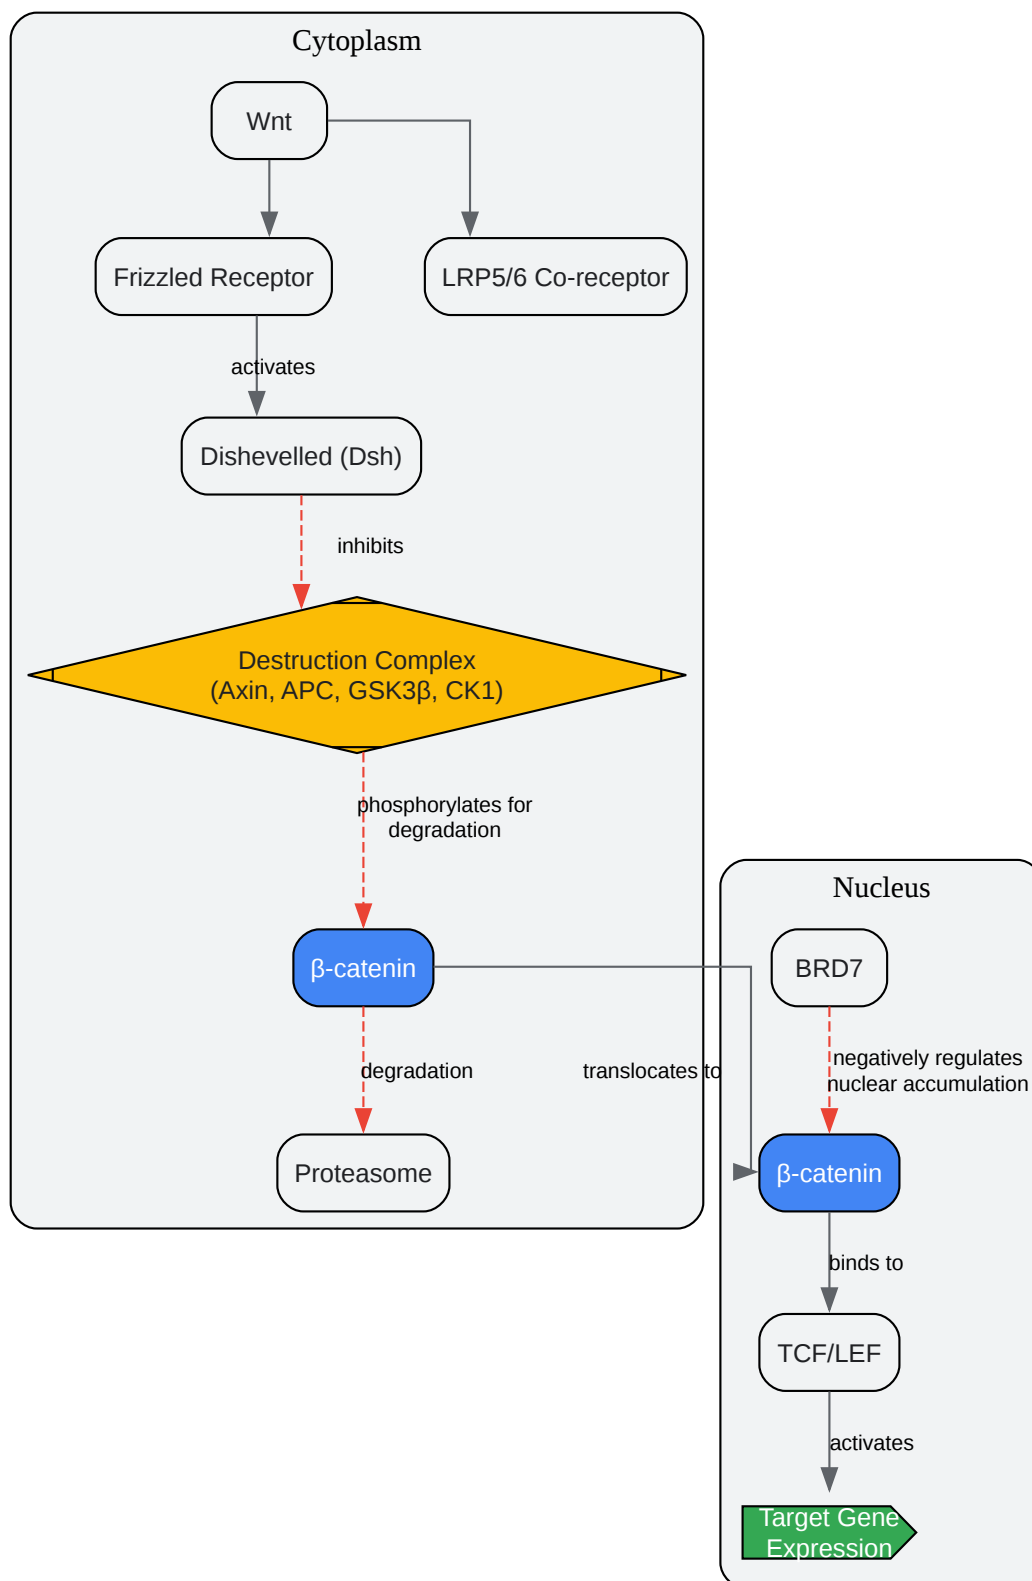 Cytoplasm
Wnt
Frizzled Receptor
LRP5/6 Co-receptor
activates
Dishevelled (Dsh)
inhibits
Destruction Complex
(Axin, APC, GSK3β, CK1)
phosphorylates for
degradation
β-catenin
degradation
translocates to
Proteasome
Nucleus
BRD7
negatively regulates
nuclear accumulation
β-catenin
binds to
TCF/LEF
activates
Target Gene
Expression